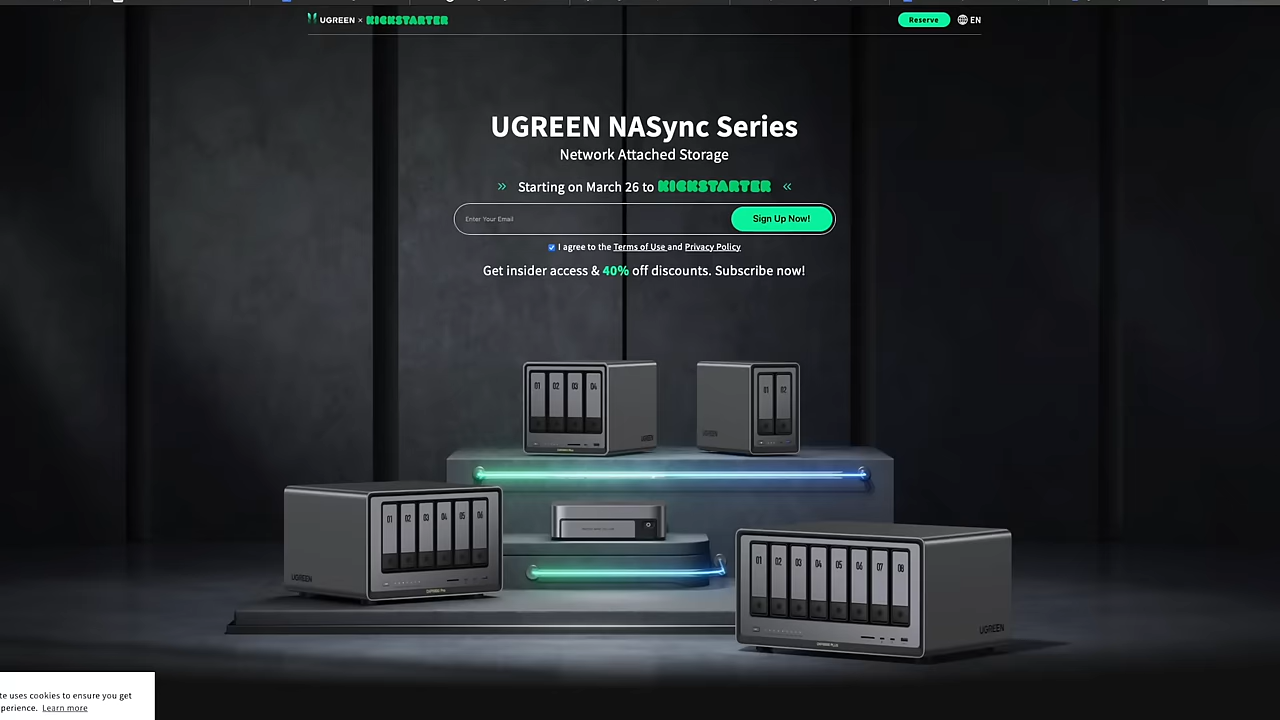 UGREEN × KICKSTARTER
Reserve
EN
UGREEN NASync Series
Network Attached Storage
» Starting on March 26 to KICKSTARTER «
Enter Your Email
Sign Up Now!
I agree to the Terms of Use and Privacy Policy
Get insider access & 40% off discounts. Subscribe now!
01 02 03 04
UGREEN
01 02
UGREEN
01 02 03 04 05 06
UGREEN
01 02 03 04 05 06 07 08
UGREEN
te uses cookies to ensure you get
perience. Learn more